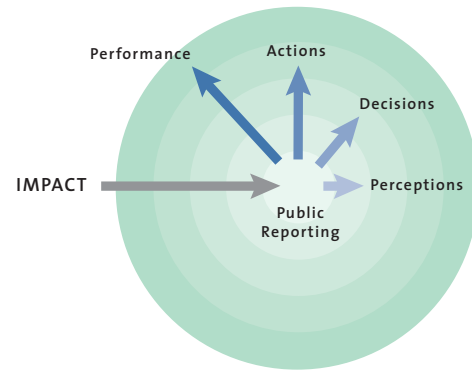 Performance
Actions
Decisions
IMPACT
Perceptions
Public
Reporting